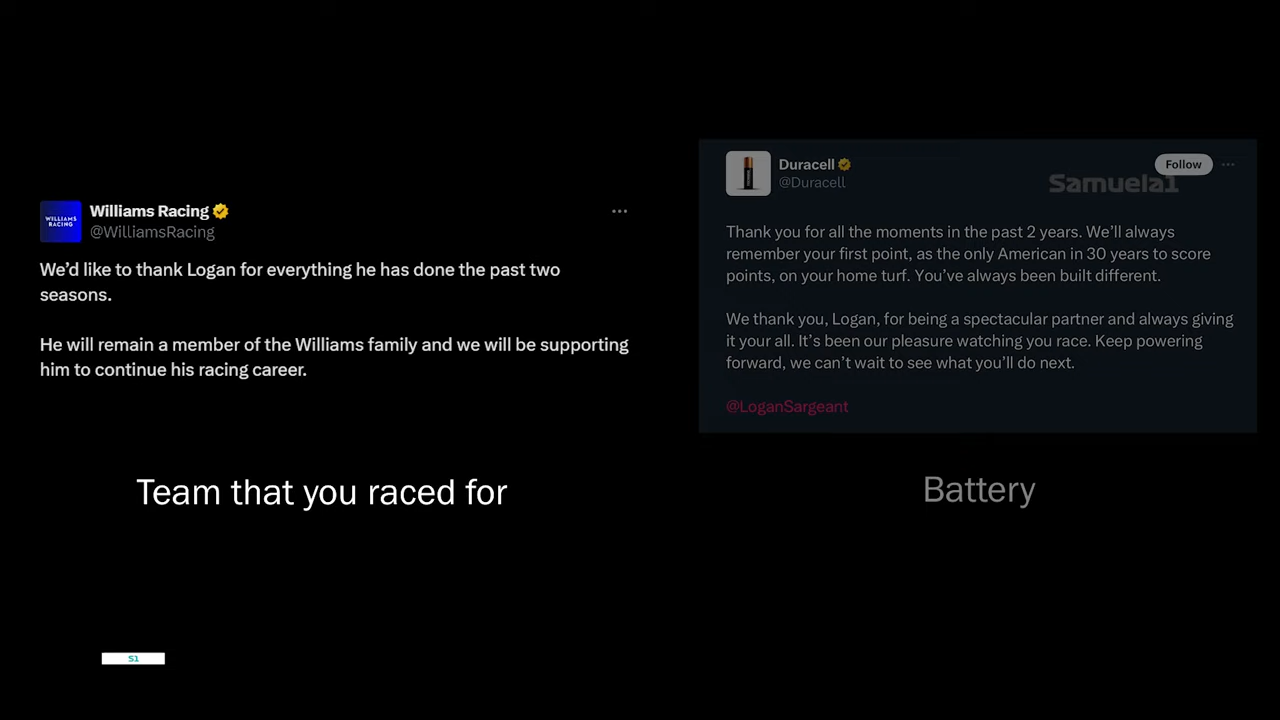 WILLIAMS
RACING
Williams Racing
@WilliamsRacing
We’d like to thank Logan for everything he has done the past two
seasons.
He will remain a member of the Williams family and we will be supporting
him to continue his racing career.
Team that you raced for
Duracell
@Duracell
Follow
Samuela1
Thank you for all the moments in the past 2 years. We’ll always
remember your first point, as the only American in 30 years to score
points, on your home turf. You’ve always been built different.
We thank you, Logan, for being a spectacular partner and always giving
it your all. It’s been our pleasure watching you race. Keep powering
forward, we can’t wait to see what you’ll do next.
@LoganSargeant
Battery
S1